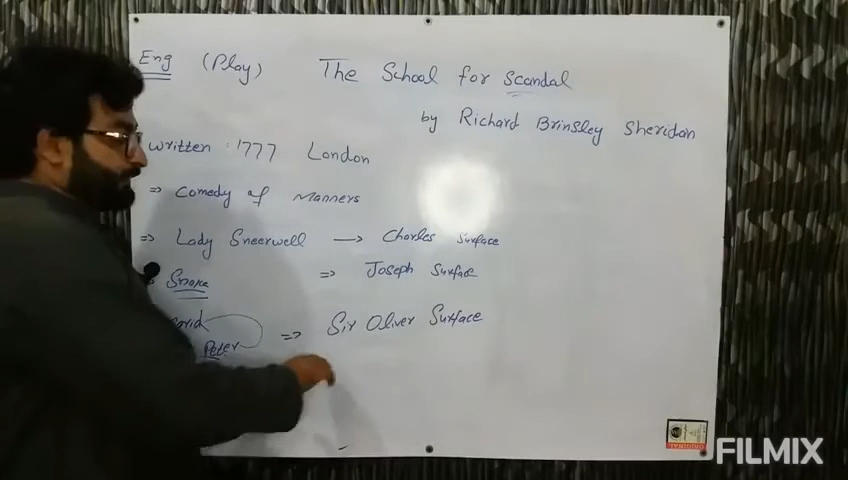 Eng (Play) The School for Scandal
by Richard Brinsley Sheridan
written : 1777 London
⇒ Comedy of Manners
⇒ Lady Sneerwell → Charles Surface
⇒ Joseph Surface
⇒ Sir Oliver Surface
Peter
FILMIX